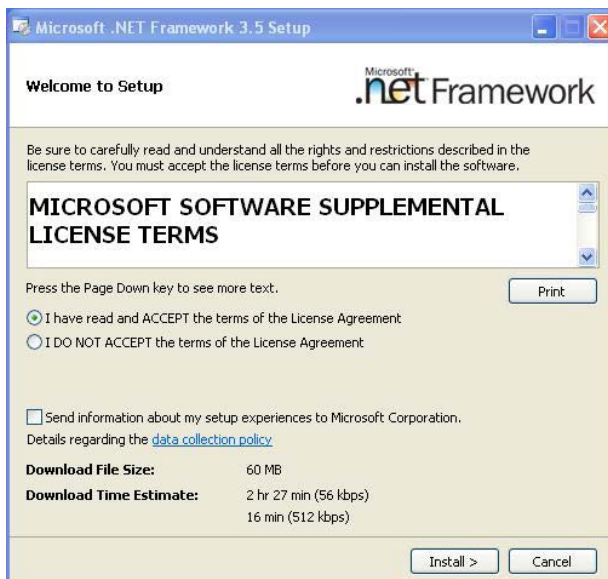 Microsoft .NET Framework 3.5 Setup
Welcome to Setup
Microsoft
.net Framework
Be sure to carefully read and understand all the rights and restrictions described in the
license terms. You must accept the license terms before you can install the software.
MICROSOFT SOFTWARE SUPPLEMENTAL
LICENSE TERMS
Press the Page Down key to see more text.
Print
I have read and ACCEPT the terms of the License Agreement
I DO NOT ACCEPT the terms of the License Agreement
Send information about my setup experiences to Microsoft Corporation.
Details regarding the data collection policy
Download File Size: 60 MB
Download Time Estimate: 2 hr 27 min (56 kbps)
16 min (512 kbps)
Install > Cancel